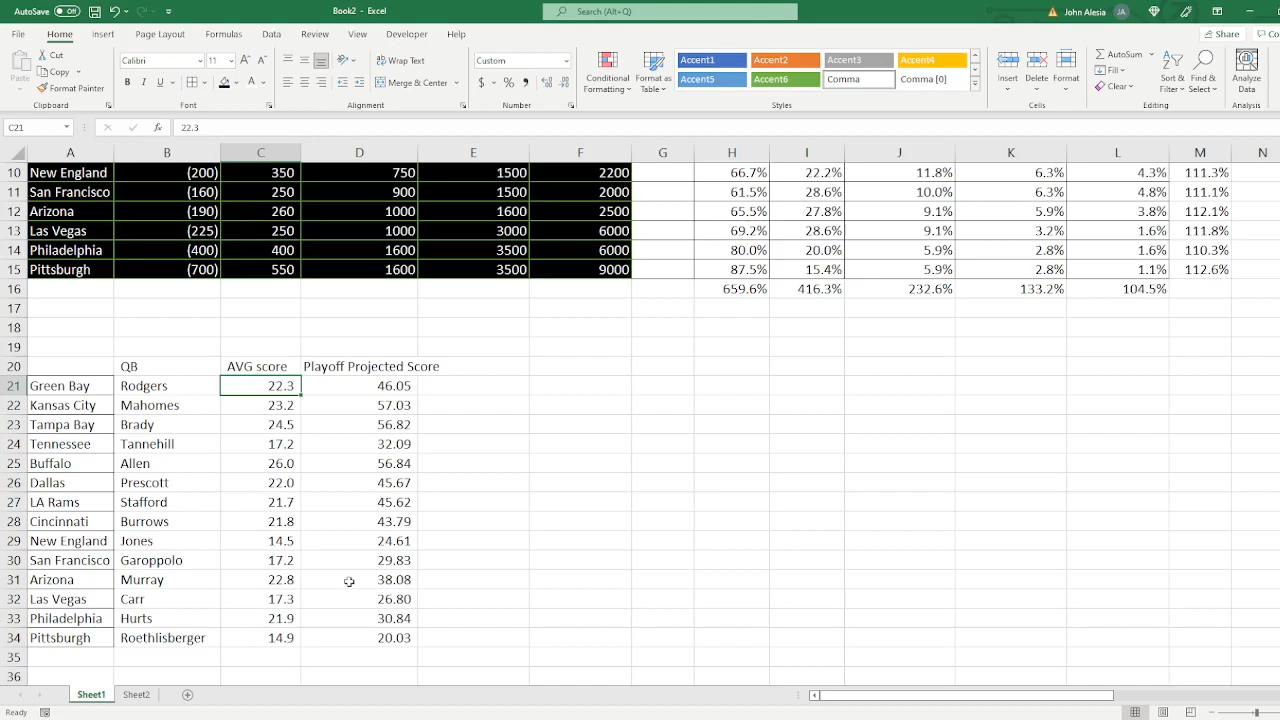 AutoSave Off Book2 - Excel Search (Alt+Q) John Alesia JA
File Home Insert Page Layout Formulas Data Review View Developer Help Share Co
Cut Calibri 11 Wrap Text Custom Accent1 Accent2 Accent3 Accent4 AutoSum
Paste Copy Conditional Formatting Format as Table Accent5 Accent6 Comma Comma [0] Insert Delete Format Fill Sort & Filter Find & Select Analyze Data
Format Painter B I U A Merge & Center $ % Clear
Clipboard Font Alignment Number Styles Cells Editing Analysis
C21 fx 22.3
A B C D E F G H I J K L M N
10 New England (200) 350 750 1500 2200 66.7% 22.2% 11.8% 6.3% 4.3% 111.3%
11 San Francisco (160) 250 900 1500 2000 61.5% 28.6% 10.0% 6.3% 4.8% 111.1%
12 Arizona (190) 260 1000 1600 2500 65.5% 27.8% 9.1% 5.9% 3.8% 112.1%
13 Las Vegas (225) 250 1000 3000 6000 69.2% 28.6% 9.1% 3.2% 1.6% 111.8%
14 Philadelphia (400) 400 1600 3500 6000 80.0% 20.0% 5.9% 2.8% 1.6% 110.3%
15 Pittsburgh (700) 550 1600 3500 9000 87.5% 15.4% 5.9% 2.8% 1.1% 112.6%
16 659.6% 416.3% 232.6% 133.2% 104.5%
17
18
19
20 QB AVG score Playoff Projected Score
21 Green Bay Rodgers 22.3 46.05
22 Kansas City Mahomes 23.2 57.03
23 Tampa Bay Brady 24.5 56.82
24 Tennessee Tannehill 17.2 32.09
25 Buffalo Allen 26.0 56.84
26 Dallas Prescott 22.0 45.67
27 LA Rams Stafford 21.7 45.62
28 Cincinnati Burrows 21.8 43.79
29 New England Jones 14.5 24.61
30 San Francisco Garoppolo 17.2 29.83
31 Arizona Murray 22.8 38.08
32 Las Vegas Carr 17.3 26.80
33 Philadelphia Hurts 21.9 30.84
34 Pittsburgh Roethlisberger 14.9 20.03
35
36
Sheet1 Sheet2
Ready